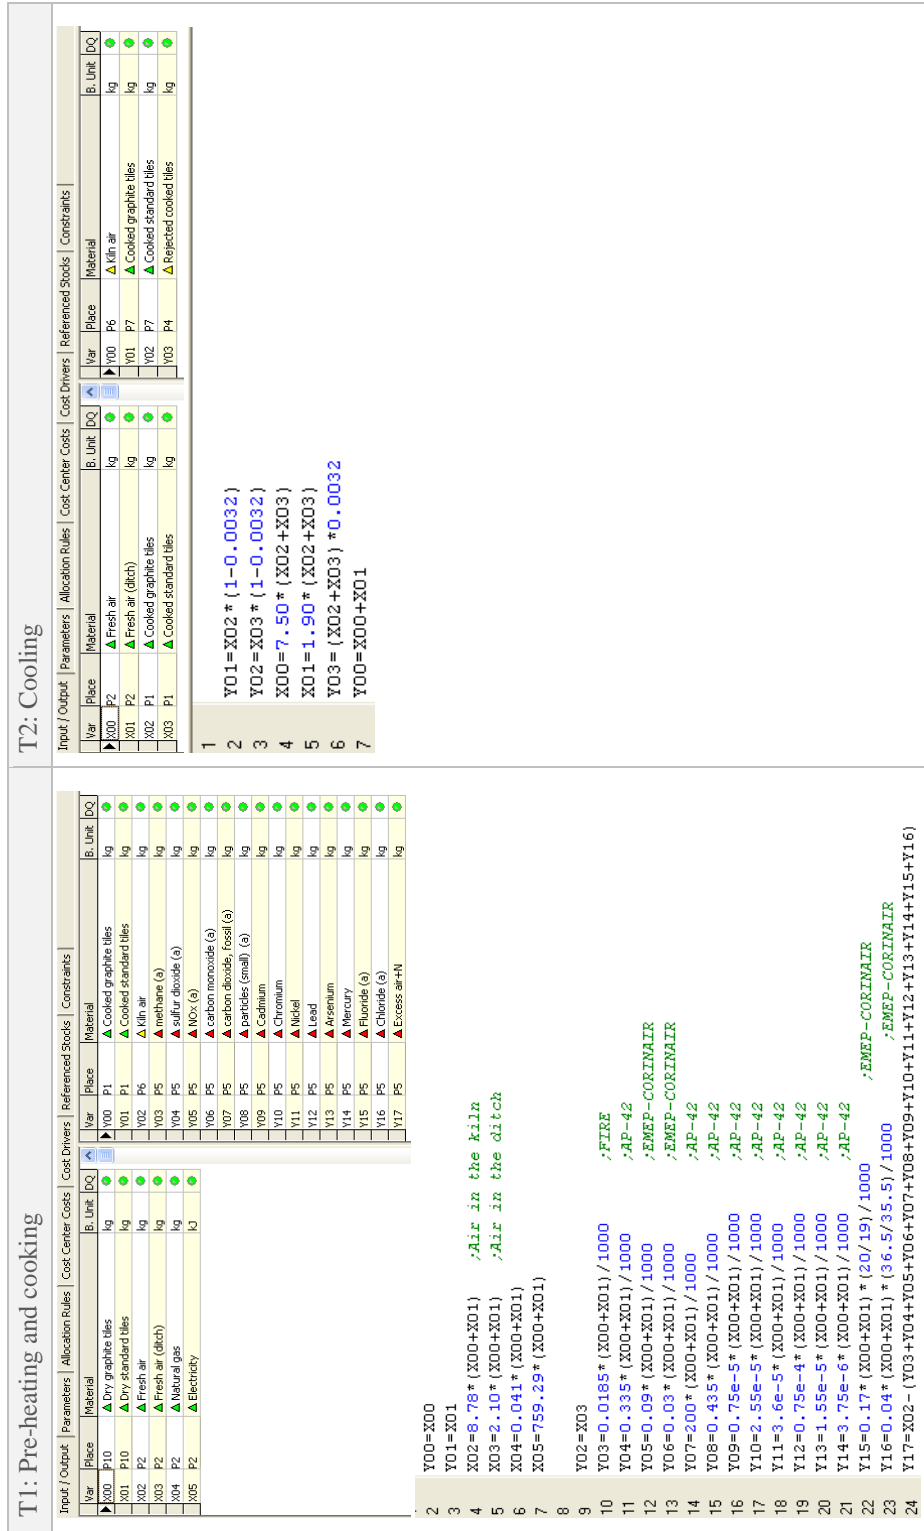 T1: Pre-heating and cooking
Input / Output | Parameters | Allocation Rules | Cost Center Costs | Cost Drivers | Referenced Stocks | Constraints
Var Place Material B. Unit DQ
X00 P10 Dry graphite tiles kg
X01 P10 Dry standard tiles kg
X02 P2 Fresh air kg
X03 P2 Fresh air (ditch) kg
X04 P2 Natural gas kg
X05 P2 Electricity kJ
Var Place Material B. Unit DQ
Y00 P1 Cooked graphite tiles kg
Y01 P1 Cooked standard tiles kg
Y02 P6 Kiln air kg
Y03 P5 methane (a) kg
Y04 P5 sulfur dioxide (a) kg
Y05 P5 NOx (a) kg
Y06 P5 carbon monoxide (a) kg
Y07 P5 carbon dioxide, fossil (a) kg
Y08 P5 particles (small) (a) kg
Y09 P5 Cadmium kg
Y10 P5 Chromium kg
Y11 P5 Nickel kg
Y12 P5 Lead kg
Y13 P5 Arsenium kg
Y14 P5 Mercury kg
Y15 P5 Fluoride (a) kg
Y16 P5 Chloride (a) kg
Y17 P5 Excess air+N kg
2 Y00=X00
3 Y01=X01
4 X02=8.78*(X00+X01) ;Air in the kiln
5 X03=2.10*(X00+X01) ;Air in the ditch
6 X04=0.041*(X00+X01)
7 X05=759.29*(X00+X01)
8
9 Y02=X03
10 Y03=0.0185*(X00+X01)/1000 ;FIRE
11 Y04=0.335*(X00+X01)/1000 ;AP-42
12 Y05=0.09*(X00+X01)/1000 ;EMEP-CORINAIR
13 Y06=0.03*(X00+X01)/1000 ;EMEP-CORINAIR
14 Y07=200*(X00+X01)/1000 ;AP-42
15 Y08=0.435*(X00+X01)/1000 ;AP-42
16 Y09=0.75e-5*(X00+X01)/1000 ;AP-42
17 Y10=2.55e-5*(X00+X01)/1000 ;AP-42
18 Y11=3.6e-5*(X00+X01)/1000 ;AP-42
19 Y12=0.75e-4*(X00+X01)/1000 ;AP-42
20 Y13=1.55e-5*(X00+X01)/1000 ;AP-42
21 Y14=3.75e-6*(X00+X01)/1000 ;AP-42
22 Y15=0.17*(X00+X01)*(20/19)/1000 ;EMEP-CORINAIR
23 Y16=0.04*(X00+X01)*(36.5/35.5)/1000 ;EMEP-CORINAIR
24 Y17=X02-(Y03+Y04+Y05+Y06+Y07+Y08+Y09+Y10+Y11+Y12+Y13+Y14+Y15+Y16)
T2: Cooling
Input / Output | Parameters | Allocation Rules | Cost Center Costs | Cost Drivers | Referenced Stocks | Constraints
Var Place Material B. Unit DQ
X00 P2 Fresh air kg
X01 P2 Fresh air (ditch) kg
X02 P1 Cooked graphite tiles kg
X03 P1 Cooked standard tiles kg
Var Place Material B. Unit DQ
Y00 P6 Kiln air kg
Y01 P7 Cooked graphite tiles kg
Y02 P7 Cooked standard tiles kg
Y03 P4 Rejected cooked tiles kg
1
2 Y01=X02*(1-0.0032)
3 Y02=X03*(1-0.0032)
4 X00=7.50*(X02+X03)
5 X01=1.90*(X02+X03)
6 Y03=(X02+X03)*0.0032
7 Y00=X00+X01